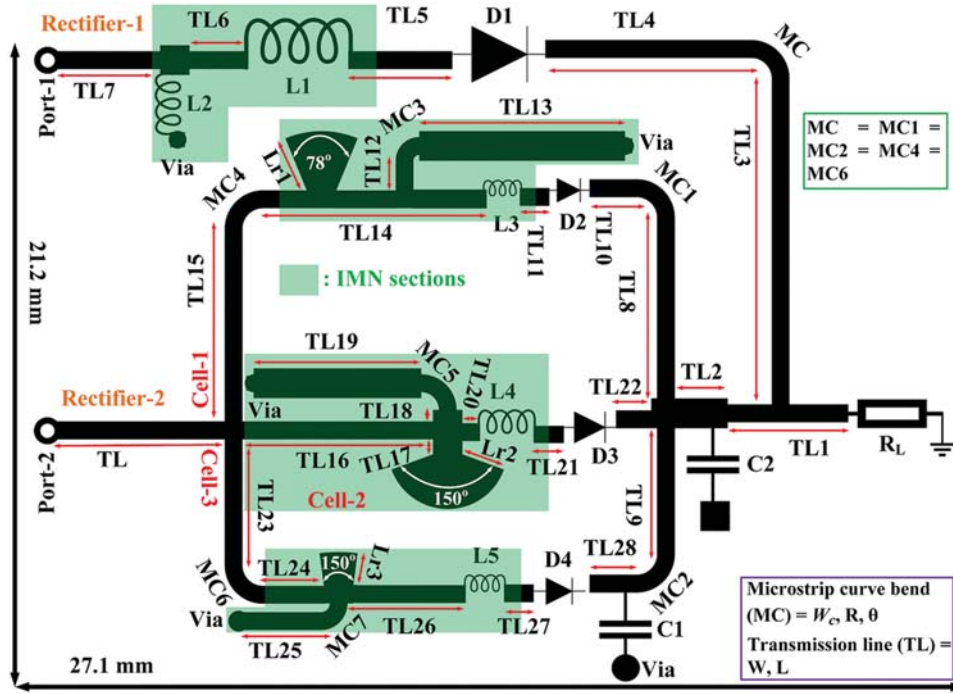 Rectifier-1
TL6
TL5
D1
TL4
MC
Port-1
TL7
L2
L1
Via
MC3
TL13
Via
TL3
MC = MC1 =
MC2 = MC4 =
MC6
Lr1
78°
TL12
MC4
TL14
L3
TL11
D2
TL10
MC1
21.2 mm
TL15
: IMN sections
TL8
Cell-1
TL19
MC5
TL20
L4
TL22
TL2
Rectifier-2
Via
TL18
TL
TL16
TL17
Lr2
TL21
D3
TL1
RL
Port-2
Cell-3
TL23
Cell-2
150°
C2
TL9
MC6
TL24
150°
Lr3
L5
D4
TL28
MC2
Via
TL25
MC7
TL26
TL27
C1
Via
Microstrip curve bend
(MC) = Wc, R, θ
Transmission line (TL) =
W, L
27.1 mm